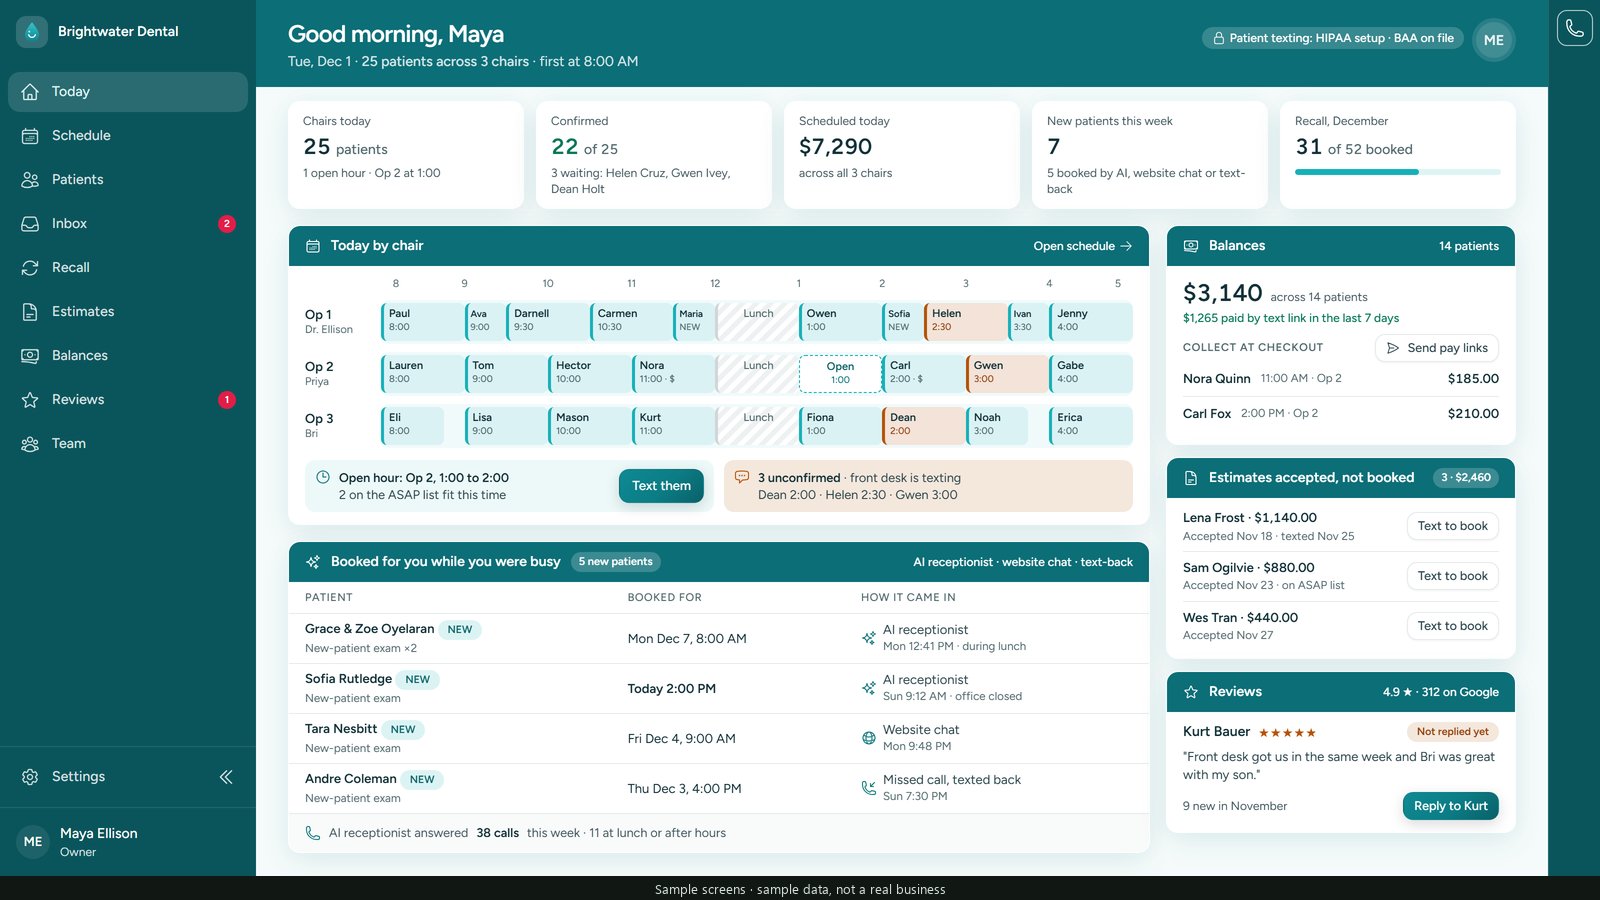 Brightwater Dental
Today
Schedule
Patients
Inbox 2
Recall
Estimates
Balances
Reviews 1
Team
Settings
ME
Maya Ellison
Owner
Good morning, Maya
Tue, Dec 1 · 25 patients across 3 chairs · first at 8:00 AM
Patient texting: HIPAA setup · BAA on file
ME
Chairs today
25 patients
1 open hour · Op 2 at 1:00
Confirmed
22 of 25
3 waiting: Helen Cruz, Gwen Ivey,
Dean Holt
Scheduled today
$7,290
across all 3 chairs
New patients this week
7
5 booked by AI, website chat or text-
back
Recall, December
31 of 52 booked
Today by chair
Open schedule →
8 9 10 11 12 1 2 3 4 5
Op 1
Dr. Ellison
Paul
8:00
Ava
9:00
Darnell
9:30
Carmen
10:30
Maria
NEW
Lunch
Owen
1:00
Sofia
NEW
Helen
2:30
Ivan
3:30
Jenny
4:00
Op 2
Priya
Lauren
8:00
Tom
9:00
Hector
10:00
Nora
11:00 · $
Lunch
Open
1:00
Carl
2:00 · $
Gwen
3:00
Gabe
4:00
Op 3
Bri
Eli
8:00
Lisa
9:00
Mason
10:00
Kurt
11:00
Lunch
Fiona
1:00
Dean
2:00
Noah
3:00
Erica
4:00
Open hour: Op 2, 1:00 to 2:00
2 on the ASAP list fit this time
Text them
3 unconfirmed · front desk is texting
Dean 2:00 · Helen 2:30 · Gwen 3:00
Booked for you while you were busy
5 new patients
AI receptionist · website chat · text-back
PATIENT BOOKED FOR HOW IT CAME IN
Grace & Zoe Oyelaran NEW
New-patient exam ×2
Mon Dec 7, 8:00 AM
AI receptionist
Mon 12:41 PM · during lunch
Sofia Rutledge NEW
New-patient exam
Today 2:00 PM
AI receptionist
Sun 9:12 AM · office closed
Tara Nesbitt NEW
New-patient exam
Fri Dec 4, 9:00 AM
Website chat
Mon 9:48 PM
Andre Coleman NEW
New-patient exam
Thu Dec 3, 4:00 PM
Missed call, texted back
Sun 7:30 PM
AI receptionist answered 38 calls this week · 11 at lunch or after hours
Balances
14 patients
$3,140 across 14 patients
$1,265 paid by text link in the last 7 days
COLLECT AT CHECKOUT
Send pay links
Nora Quinn 11:00 AM · Op 2 $185.00
Carl Fox 2:00 PM · Op 2 $210.00
Estimates accepted, not booked
3 · $2,460
Lena Frost · $1,140.00
Accepted Nov 18 · texted Nov 25
Text to book
Sam Ogilvie · $880.00
Accepted Nov 23 · on ASAP list
Text to book
Wes Tran · $440.00
Accepted Nov 27
Text to book
Reviews
4.9 ★ · 312 on Google
Kurt Bauer ★★★★★
Not replied yet
"Front desk got us in the same week and Bri was great
with my son."
9 new in November
Reply to Kurt
Sample screens · sample data, not a real business